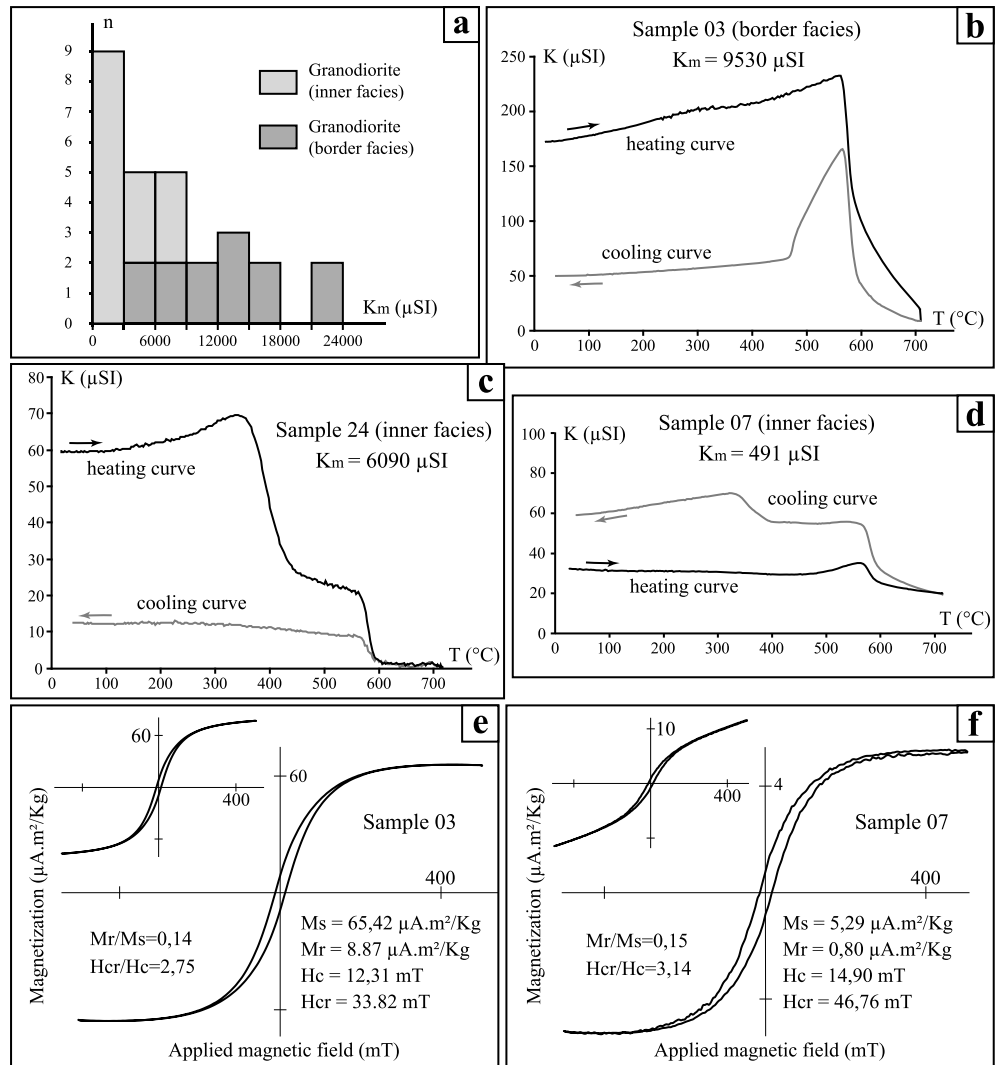 a
n
9
8
7
6
5
4
3
2
1
0
Granodiorite
(inner facies)
Granodiorite
(border facies)
Km (µSI)
0 6000 12000 18000 24000
b
Sample 03 (border facies)
Km = 9530 µSI
K (µSI)
250
200
150
100
50
0
heating curve
cooling curve
T (°C)
0 100 200 300 400 500 600 700
c
K (µSI)
80
70
60
50
40
30
20
10
0
Sample 24 (inner facies)
Km = 6090 µSI
heating curve
cooling curve
T (°C)
0 100 200 300 400 500 600 700
d
K (µSI)
100
80
60
40
20
0
Sample 07 (inner facies)
Km = 491 µSI
cooling curve
heating curve
T (°C)
0 100 200 300 400 500 600 700
e
60
400
60
Sample 03
400
Magnetization (µA.m²/Kg)
Mr/Ms=0,14
Hcr/Hc=2,75
Ms = 65,42 µA.m²/Kg
Mr = 8.87 µA.m²/Kg
Hc = 12,31 mT
Hcr = 33.82 mT
Applied magnetic field (mT)
f
10
400
4
Sample 07
400
Magnetization (µA.m²/Kg)
Mr/Ms=0,15
Hcr/Hc=3,14
Ms = 5,29 µA.m²/Kg
Mr = 0,80 µA.m²/Kg
Hc = 14,90 mT
Hcr = 46,76 mT
Applied magnetic field (mT)